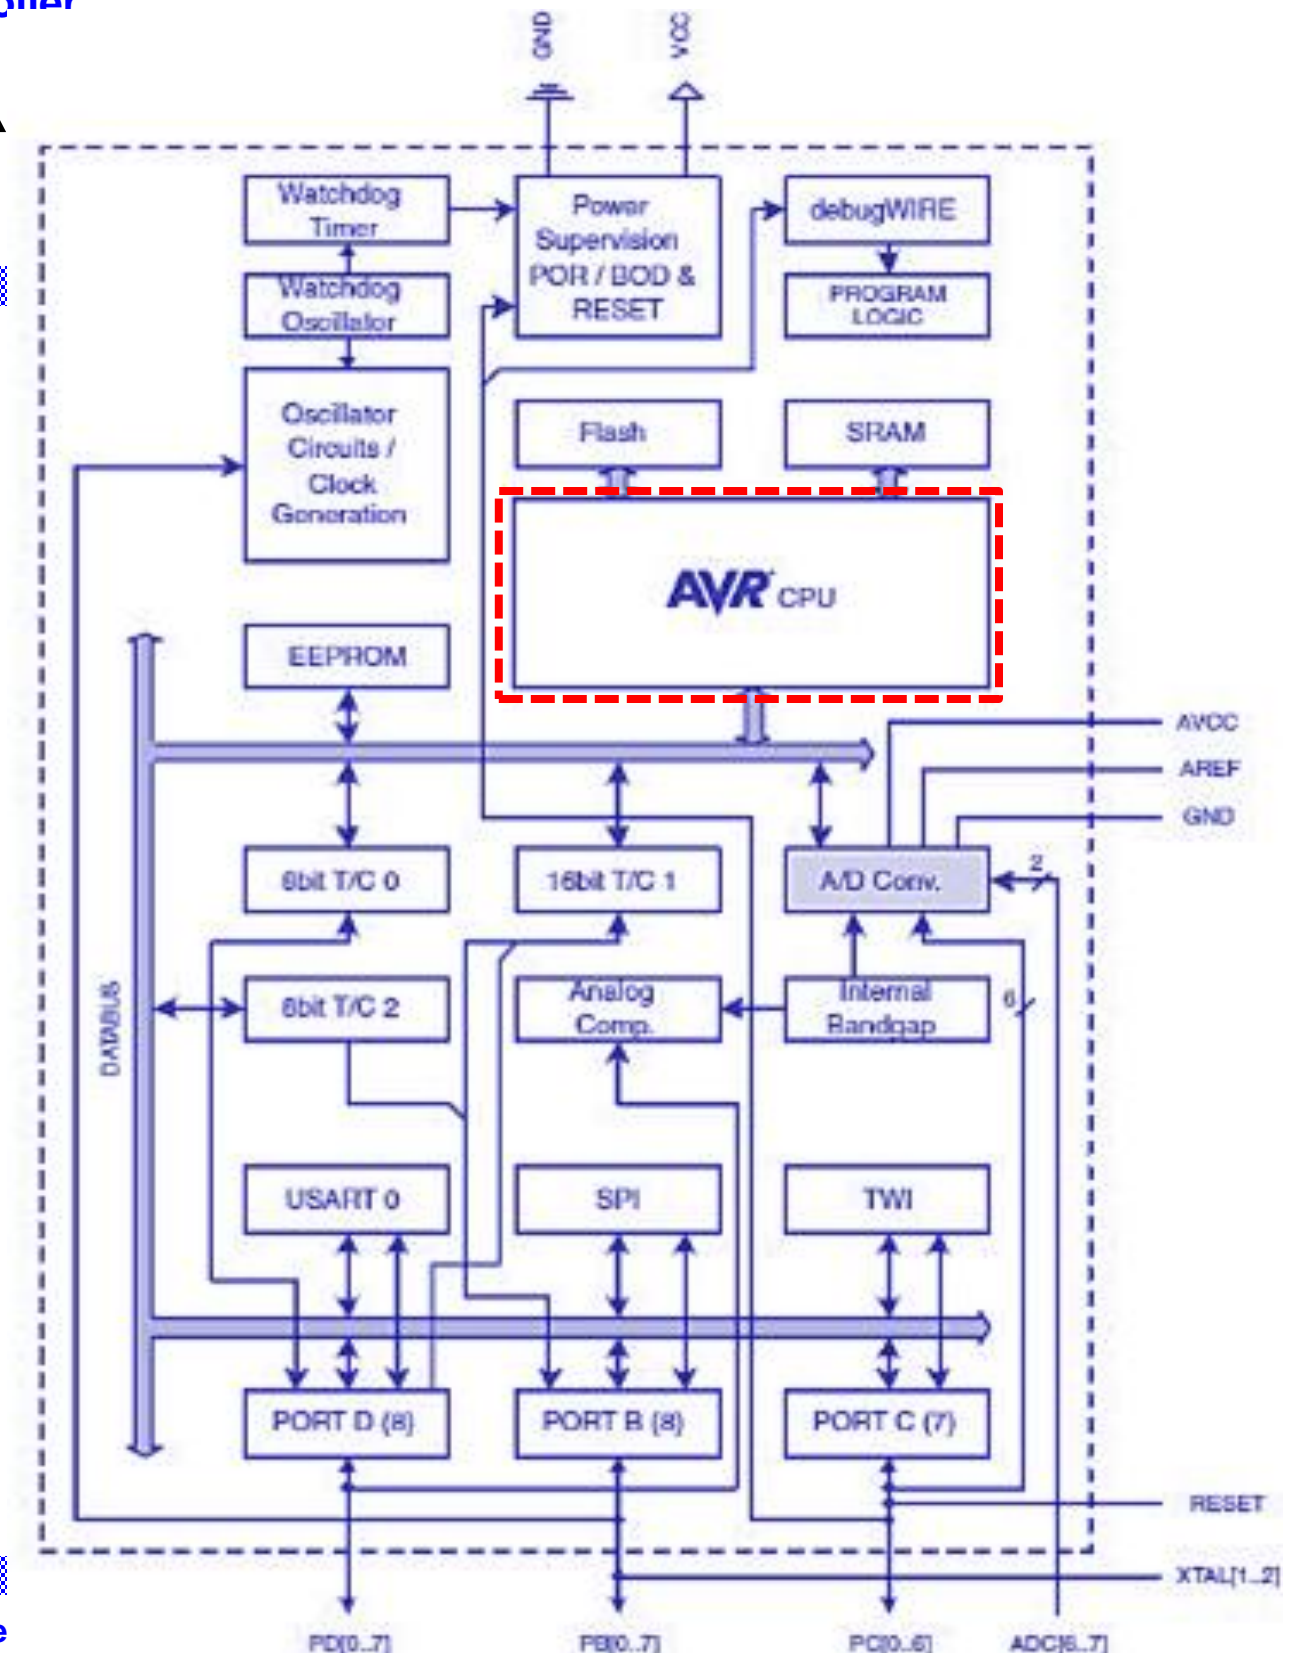 GND
VCC
Watchdog
Timer
Power
Supervision
POR / BOD &
RESET
debugWIRE
Watchdog
Oscillator
PROGRAM
LOGIC
Oscillator
Circuits /
Clock
Generation
Flash
SRAM
AVR CPU
EEPROM
AVCC
AREF
GND
8bit T/C 0
16bit T/C 1
A/D Conv.
2
8bit T/C 2
Analog
Comp.
Internal
Bandgap
6
DATABUS
USART 0
SPI
TWI
PORT D (8)
PORT B (8)
PORT C (7)
RESET
XTAL[1..2]
PD[0..7]
PB[0..7]
PC[0..6]
ADC[6..7]